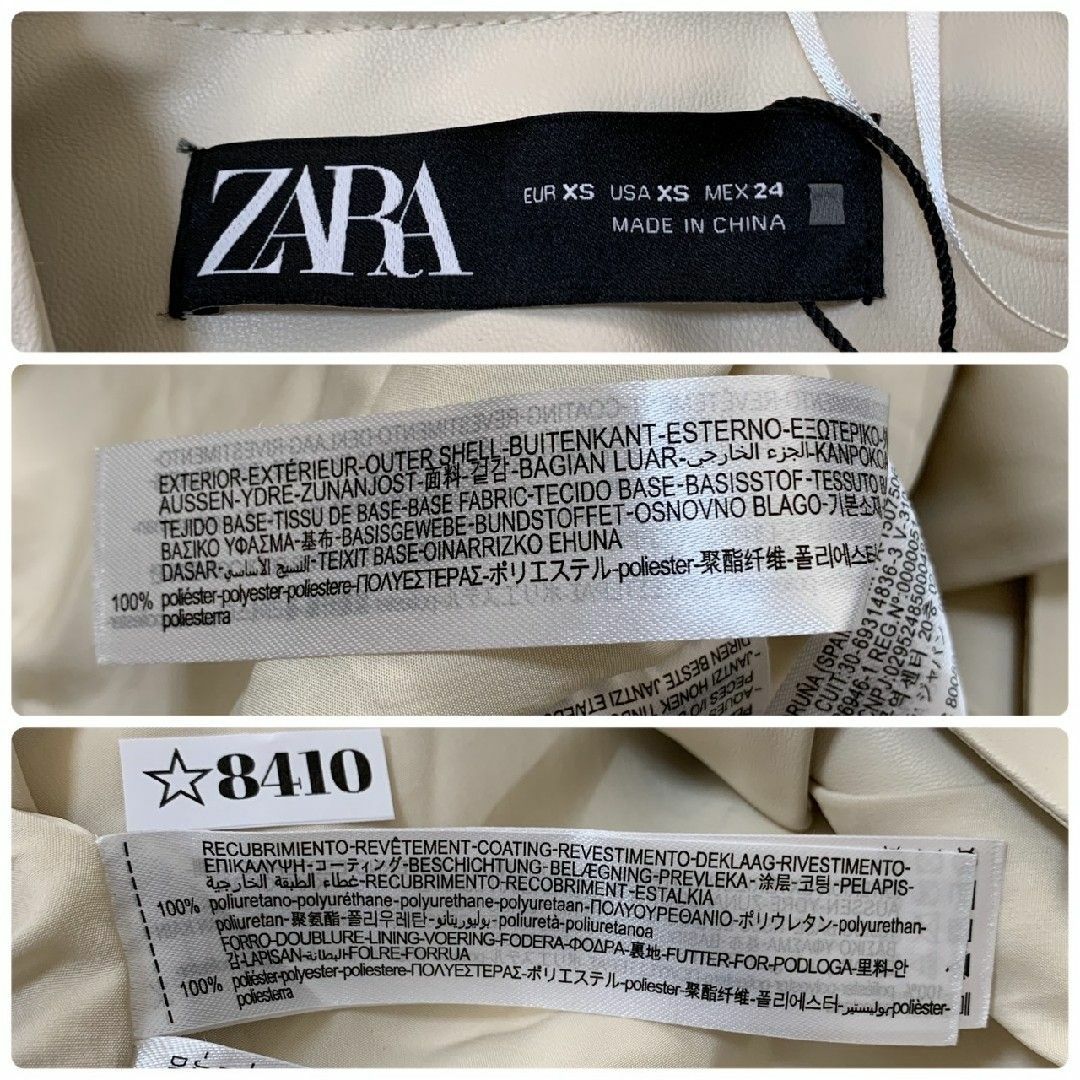 ZARA
EUR XS USA XS MEX 24
MADE IN CHINA
EXTERIOR-EXTÉRIEUR-OUTER SHELL-BUITENKANT-ESTERNO-ΕΞΩΤΕΡΙΚΟ-
AUSSEN-YDRE-ZUNANJOST-面料-겉감-BAGIAN LUAR-الجزء الخارجي-KANPOKOA
TEJIDO BASE-TISSU DE BASE-BASE FABRIC-TECIDO BASE-BASISSTOF-TESSUTO
ΒΑΣΙΚΟ ΥΦΑΣΜΑ-基布-BASISGEWEBE-BUNDSTOFFET-OSNOVNO BLAGO-기본소재
DASAR-النسيج الأساسي-TEIXIT BASE-OINARRIZKO EHUNA
100% poliéster-polyester-poliestere-ΠΟΛΥΕΣΤΕΡΑΣ-ポリエステル-poliester-聚酯纤维-폴리에스터
poliesterra
☆8410
RECUBRIMIENTO-REVÊTEMENT-COATING-REVESTIMENTO-DEKLAAG-RIVESTIMENTO-
ΕΠΙΚΑΛΥΨΗ-コーティング-BESCHICHTUNG-BELÆGNING-PREVLEKA-涂层-코팅-PELAPIS-
غطاء الطبقة الخارجية-RECUBRIMENTO-RECOBRIMENT-ESTALKIA
100% poliuretano-polyuréthane-polyurethane-polyuretaan-ΠΟΛΥΟΥΡΕΘΑΝΙΟ-ポリウレタン-polyurethan-
poliuretan-聚氨酯-폴리우레탄-بوليوريتانو-poliuretà-poliuretanoa
FORRO-DOUBLURE-LINING-VOERING-FODERA-ΦΟΔΡΑ-裏地-FUTTER-FOR-PODLOGA-里料-안
감-LAPISAN-البطانة-FOLRE-FORRUA
100% poliéster-polyester-poliestere-ΠΟΛΥΕΣΤΕΡΑΣ-ポリエステル-poliester-聚酯纤维-폴리에스터-بوليستير-polièster-
poliesterra